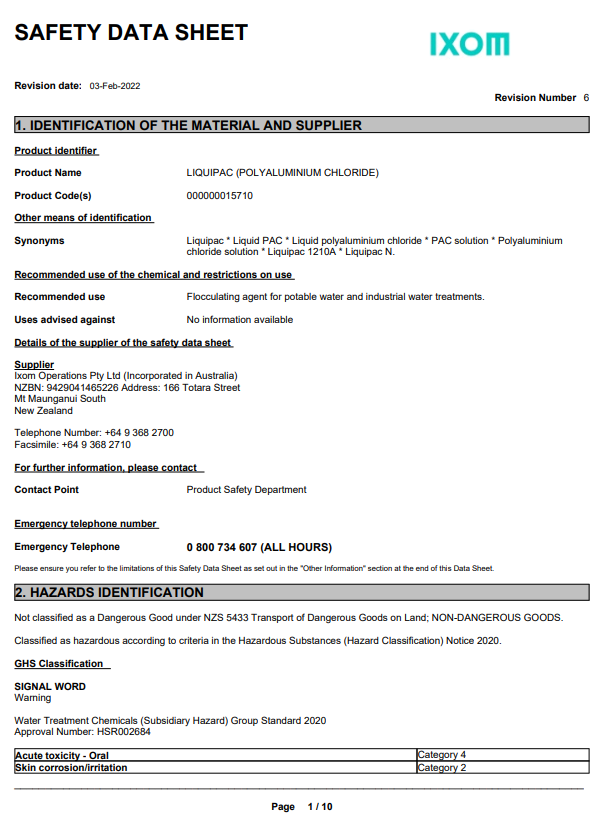 SAFETY DATA SHEET
IXOM
Revision date: 03-Feb-2022
Revision Number 6
1. IDENTIFICATION OF THE MATERIAL AND SUPPLIER
Product identifier
Product Name LIQUIPAC (POLYALUMINIUM CHLORIDE)
Product Code(s) 000000015710
Other means of identification
Synonyms Liquipac * Liquid PAC * Liquid polyaluminium chloride * PAC solution * Polyaluminium
chloride solution * Liquipac 1210A * Liquipac N.
Recommended use of the chemical and restrictions on use
Recommended use Flocculating agent for potable water and industrial water treatments.
Uses advised against No information available
Details of the supplier of the safety data sheet
Supplier
Ixom Operations Pty Ltd (Incorporated in Australia)
NZBN: 9429041465226 Address: 166 Totara Street
Mt Maunganui South
New Zealand
Telephone Number: +64 9 368 2700
Facsimile: +64 9 368 2710
For further information, please contact
Contact Point Product Safety Department
Emergency telephone number
Emergency Telephone 0 800 734 607 (ALL HOURS)
Please ensure you refer to the limitations of this Safety Data Sheet as set out in the "Other Information" section at the end of this Data Sheet.
2. HAZARDS IDENTIFICATION
Not classified as a Dangerous Good under NZS 5433 Transport of Dangerous Goods on Land; NON-DANGEROUS GOODS.
Classified as hazardous according to criteria in the Hazardous Substances (Hazard Classification) Notice 2020.
GHS Classification
SIGNAL WORD
Warning
Water Treatment Chemicals (Subsidiary Hazard) Group Standard 2020
Approval Number: HSR002684
Acute toxicity - Oral Category 4
Skin corrosion/irritation Category 2
Page 1 / 10